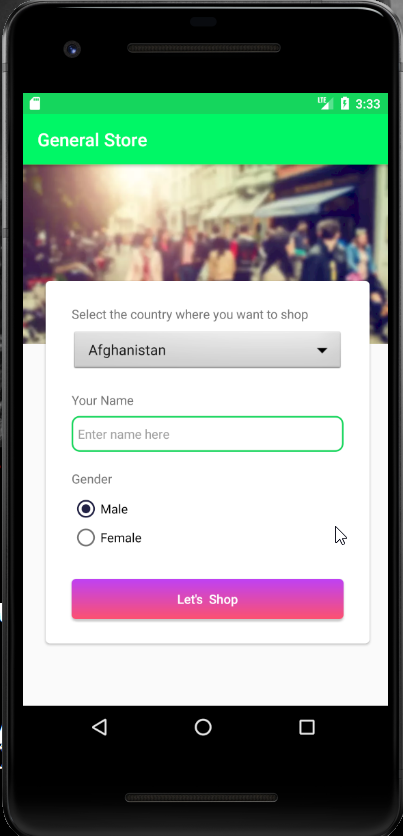 LTE 3:33
General Store
Select the country where you want to shop
Afghanistan
Your Name
Enter name here
Gender
Male
Female
Let's Shop